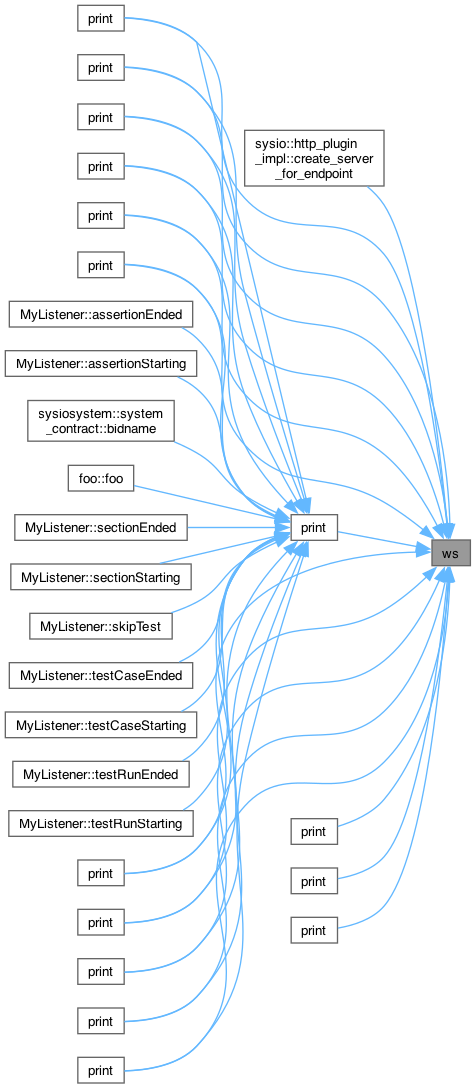 print
print
print
print
print
print
MyListener::assertionEnded
MyListener::assertionStarting
sysiosystem::system
_contract::bidname
foo::foo
MyListener::sectionEnded
MyListener::sectionStarting
MyListener::skipTest
MyListener::testCaseEnded
MyListener::testCaseStarting
MyListener::testRunEnded
MyListener::testRunStarting
print
print
print
print
print
sysio::http_plugin
_impl::create_server
_for_endpoint
print
print
print
print
ws